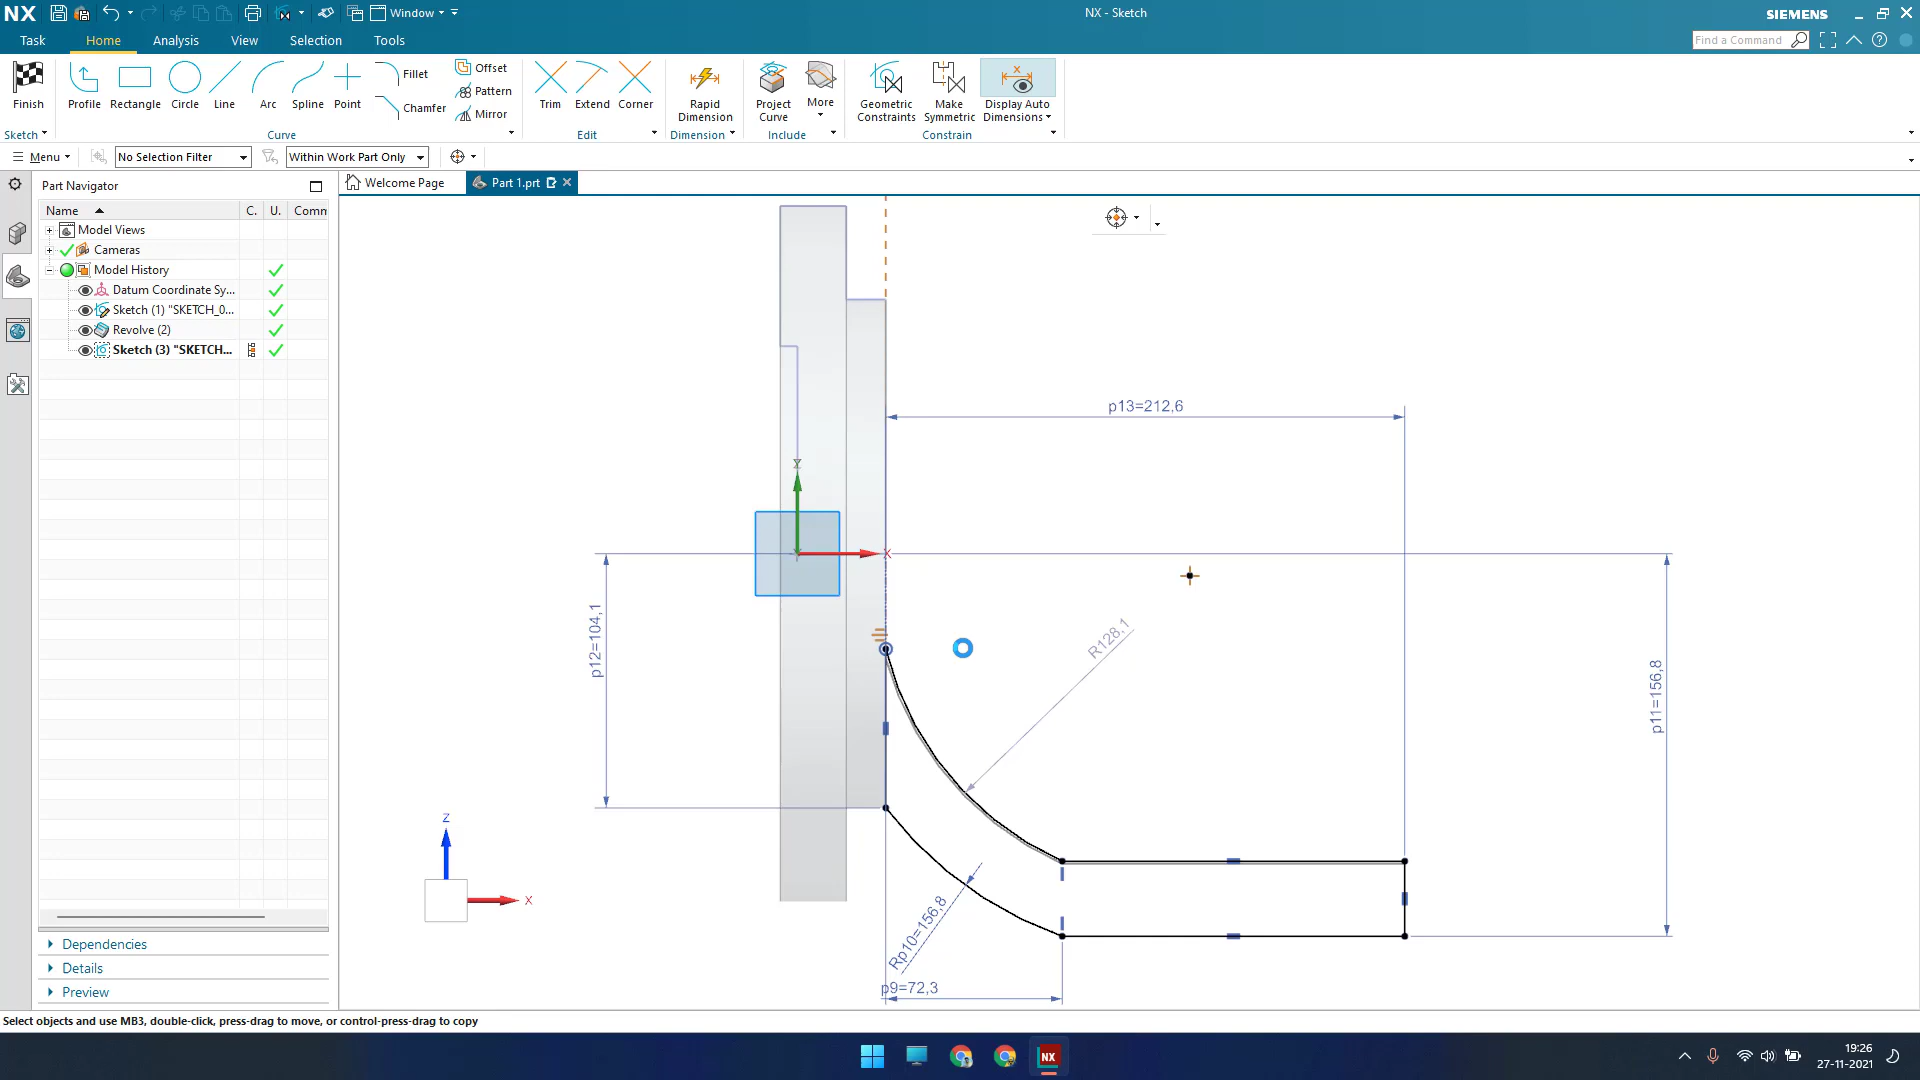 NX
Window
NX - Sketch
SIEMENS
Task
Home
Analysis
View
Selection
Tools
Find a Command
Finish
Profile
Rectangle
Circle
Line
Arc
Spline
Point
Fillet
Chamfer
Offset
Pattern
Mirror
Trim
Extend
Corner
Rapid
Dimension
Project
Curve
More
Geometric
Constraints
Make
Symmetric
Display Auto
Dimensions
Sketch
Curve
Edit
Dimension
Include
Constrain
Menu
No Selection Filter
Within Work Part Only
Part Navigator
Welcome Page
Part 1.prt
Name
C.
U.
Comm
Model Views
Cameras
Model History
Datum Coordinate Sy...
Sketch (1) "SKETCH_0...
Revolve (2)
Sketch (3) "SKETCH...
p13=212,6
Y
X
p12=104,1
R128,1
p11=156,8
Rp10=156,8
p9=72,3
Z
X
Dependencies
Details
Preview
Select objects and use MB3, double-click, press-drag to move, or control-press-drag to copy
NX
19:26
27-11-2021